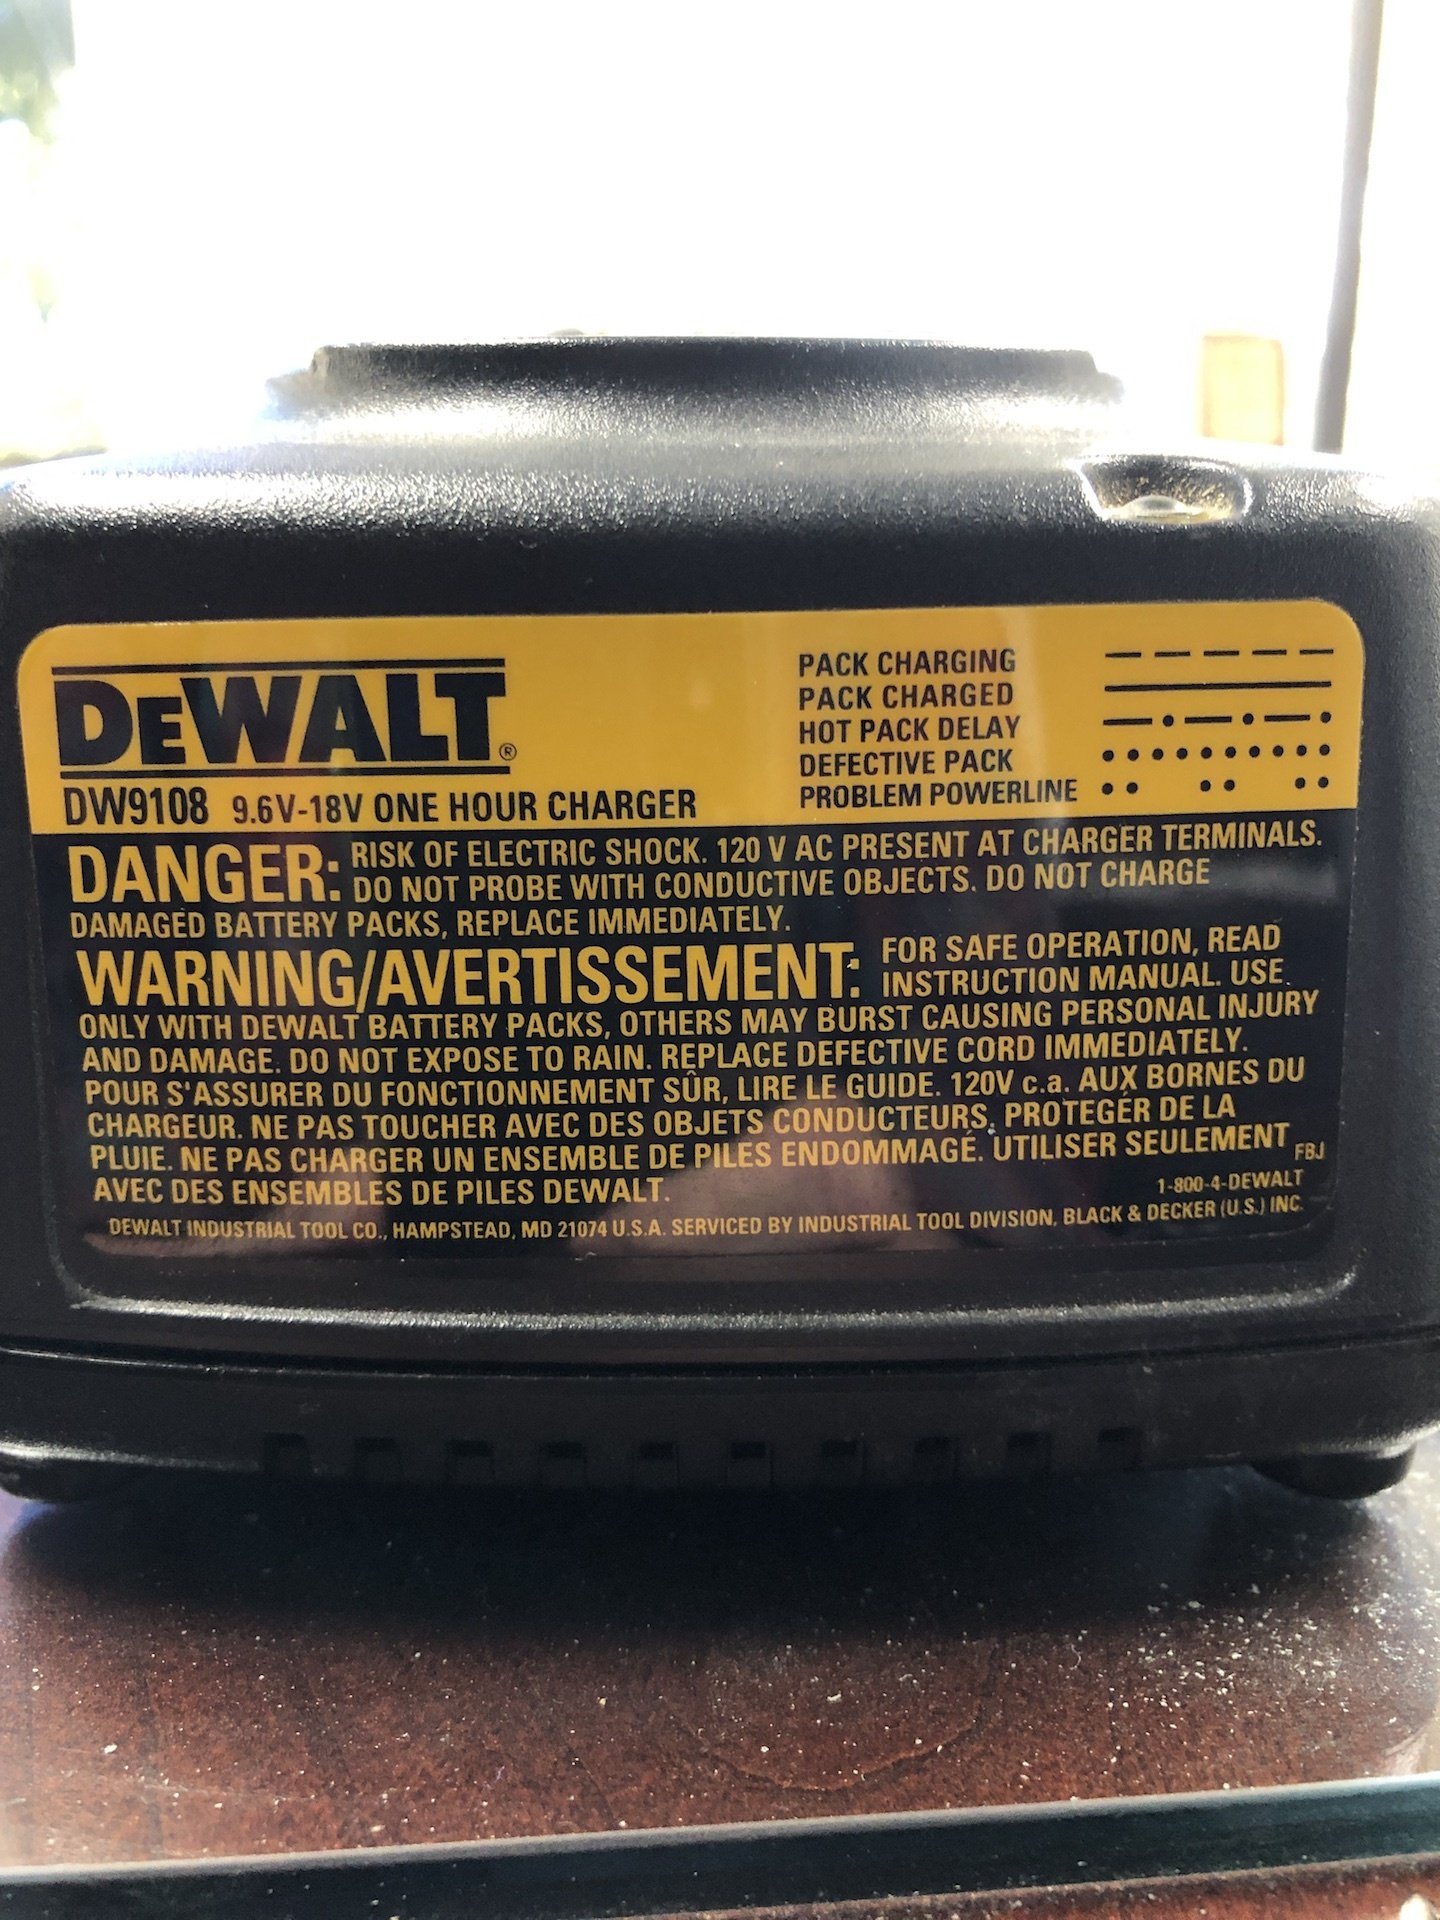 DEWALT®
DW9108 9.6V-18V ONE HOUR CHARGER
PACK CHARGING
PACK CHARGED
HOT PACK DELAY
DEFECTIVE PACK
PROBLEM POWERLINE
DANGER: RISK OF ELECTRIC SHOCK. 120 V AC PRESENT AT CHARGER TERMINALS.
DO NOT PROBE WITH CONDUCTIVE OBJECTS. DO NOT CHARGE
DAMAGED BATTERY PACKS, REPLACE IMMEDIATELY.
WARNING/AVERTISSEMENT: FOR SAFE OPERATION, READ
INSTRUCTION MANUAL. USE
ONLY WITH DEWALT BATTERY PACKS, OTHERS MAY BURST CAUSING PERSONAL INJURY
AND DAMAGE. DO NOT EXPOSE TO RAIN. REPLACE DEFECTIVE CORD IMMEDIATELY.
POUR S'ASSURER DU FONCTIONNEMENT SÛR, LIRE LE GUIDE. 120V c.a. AUX BORNES DU
CHARGEUR. NE PAS TOUCHER AVEC DES OBJETS CONDUCTEURS. PROTEGÉR DE LA
PLUIE. NE PAS CHARGER UN ENSEMBLE DE PILES ENDOMMAGÉ. UTILISER SEULEMENT
AVEC DES ENSEMBLES DE PILES DEWALT.
FBJ
1-800-4-DEWALT
DEWALT INDUSTRIAL TOOL CO., HAMPSTEAD, MD 21074 U.S.A. SERVICED BY INDUSTRIAL TOOL DIVISION, BLACK & DECKER (U.S.) INC.